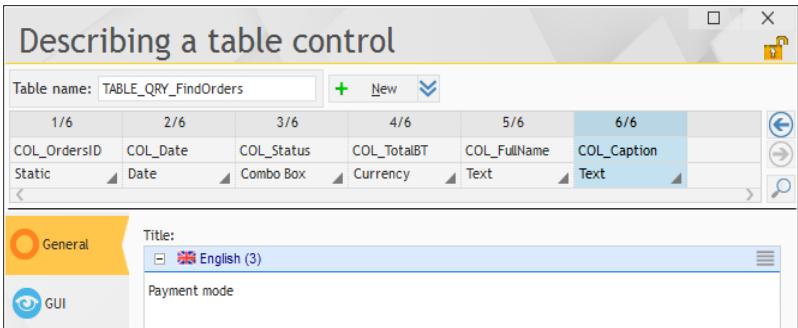 Describing a table control
Table name: TABLE_QRY_FindOrders New
1/6 2/6 3/6 4/6 5/6 6/6
COL_OrdersID COL_Date COL_Status COL_TotalBT COL_FullName COL_Caption
Static Date Combo Box Currency Text Text
General
Title:
English (3)
Payment mode
GUI